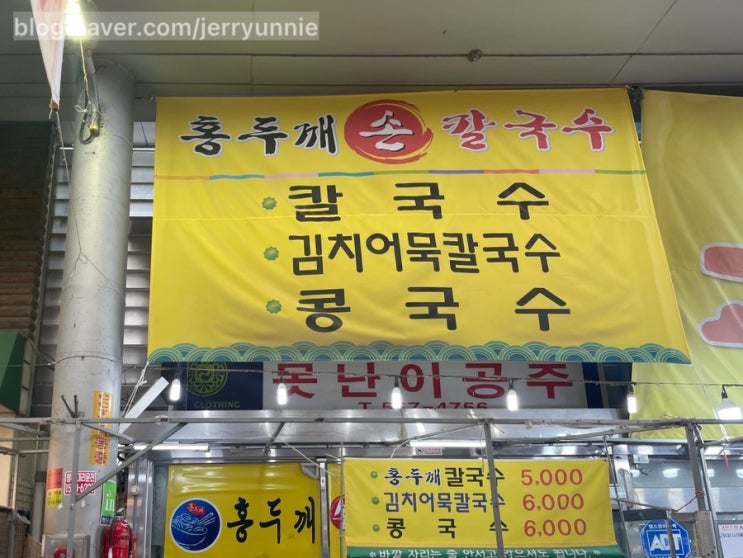 blog.naver.com/jerryunnie
홍두깨 손 칼국수
칼국수
김치어묵칼국수
콩국수
CLOTHING
못난이공주
홍두깨칼국수 5,000
김치어묵칼국수 6,000
콩국수 6,000
홍두깨
ADT